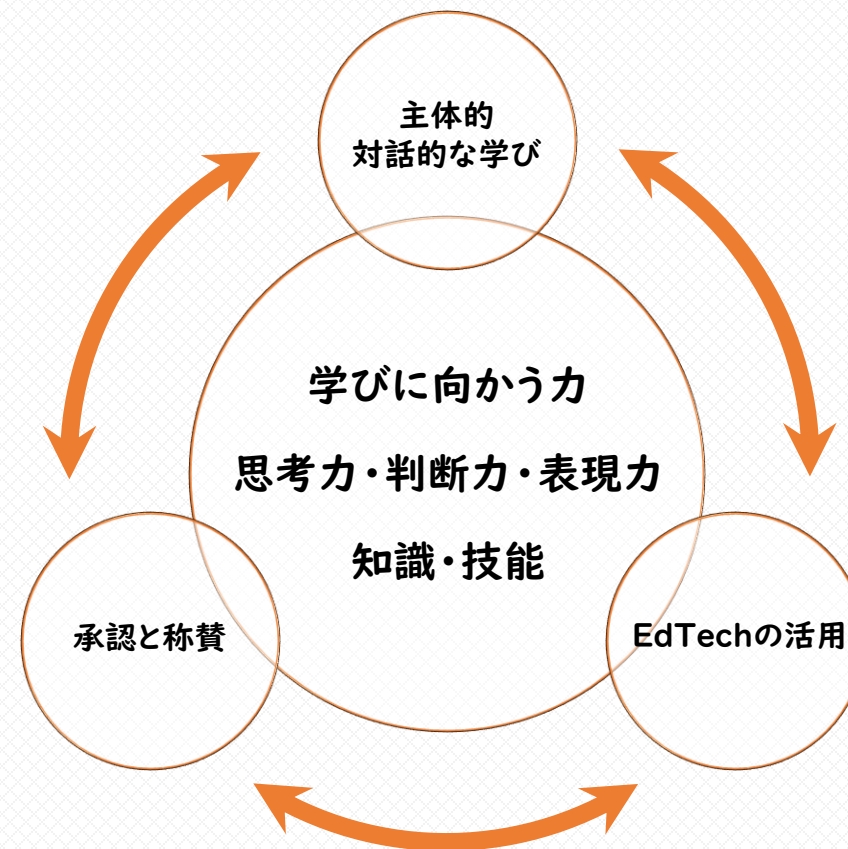 主体的
対話的な学び
学びに向かう力
思考力・判断力・表現力
知識・技能
承認と称賛
EdTechの活用